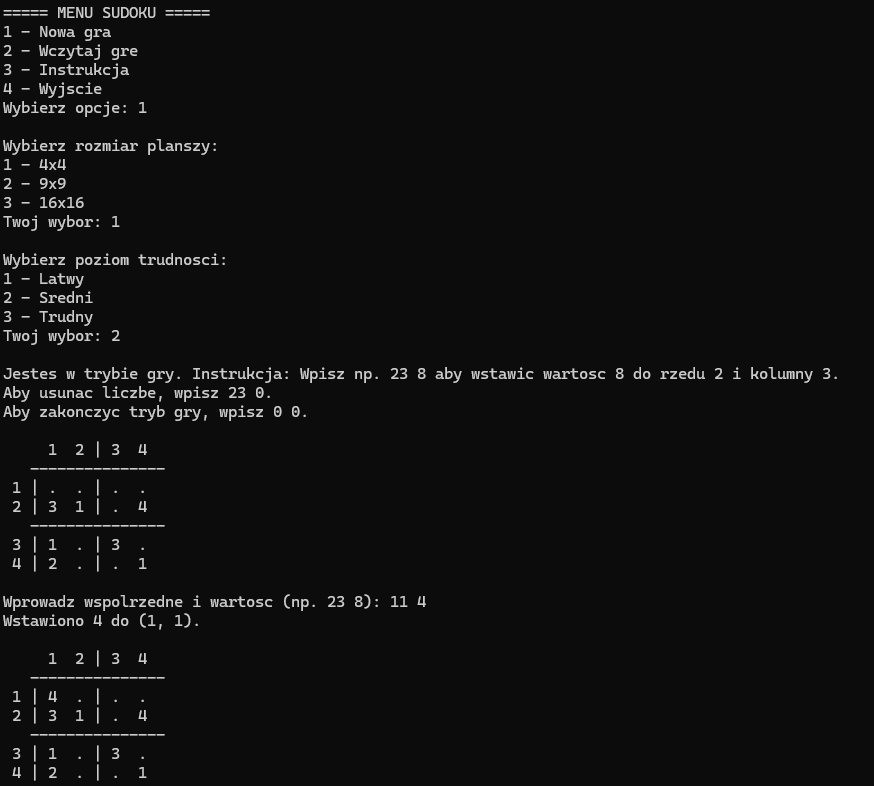 ===== MENU SUDOKU =====
1 - Nowa gra
2 - Wczytaj gre
3 - Instrukcja
4 - Wyjscie
Wybierz opcje: 1

Wybierz rozmiar planszy:
1 - 4x4
2 - 9x9
3 - 16x16
Twoj wybor: 1

Wybierz poziom trudnosci:
1 - Latwy
2 - Sredni
3 - Trudny
Twoj wybor: 2

Jestes w trybie gry. Instrukcja: Wpisz np. 23 8 aby wstawic wartosc 8 do rzedu 2 i kolumny 3.
Aby usunac liczbe, wpisz 23 0.
Aby zakonczyc tryb gry, wpisz 0 0.

     1  2 | 3  4
   ---------------
 1 | .  . | .  .
 2 | 3  1 | .  4
   ---------------
 3 | 1  . | 3  .
 4 | 2  . | .  1

Wprowadz wspolrzedne i wartosc (np. 23 8): 11 4
Wstawiono 4 do (1, 1).

     1  2 | 3  4
   ---------------
 1 | 4  . | .  .
 2 | 3  1 | .  4
   ---------------
 3 | 1  . | 3  .
 4 | 2  . | .  1